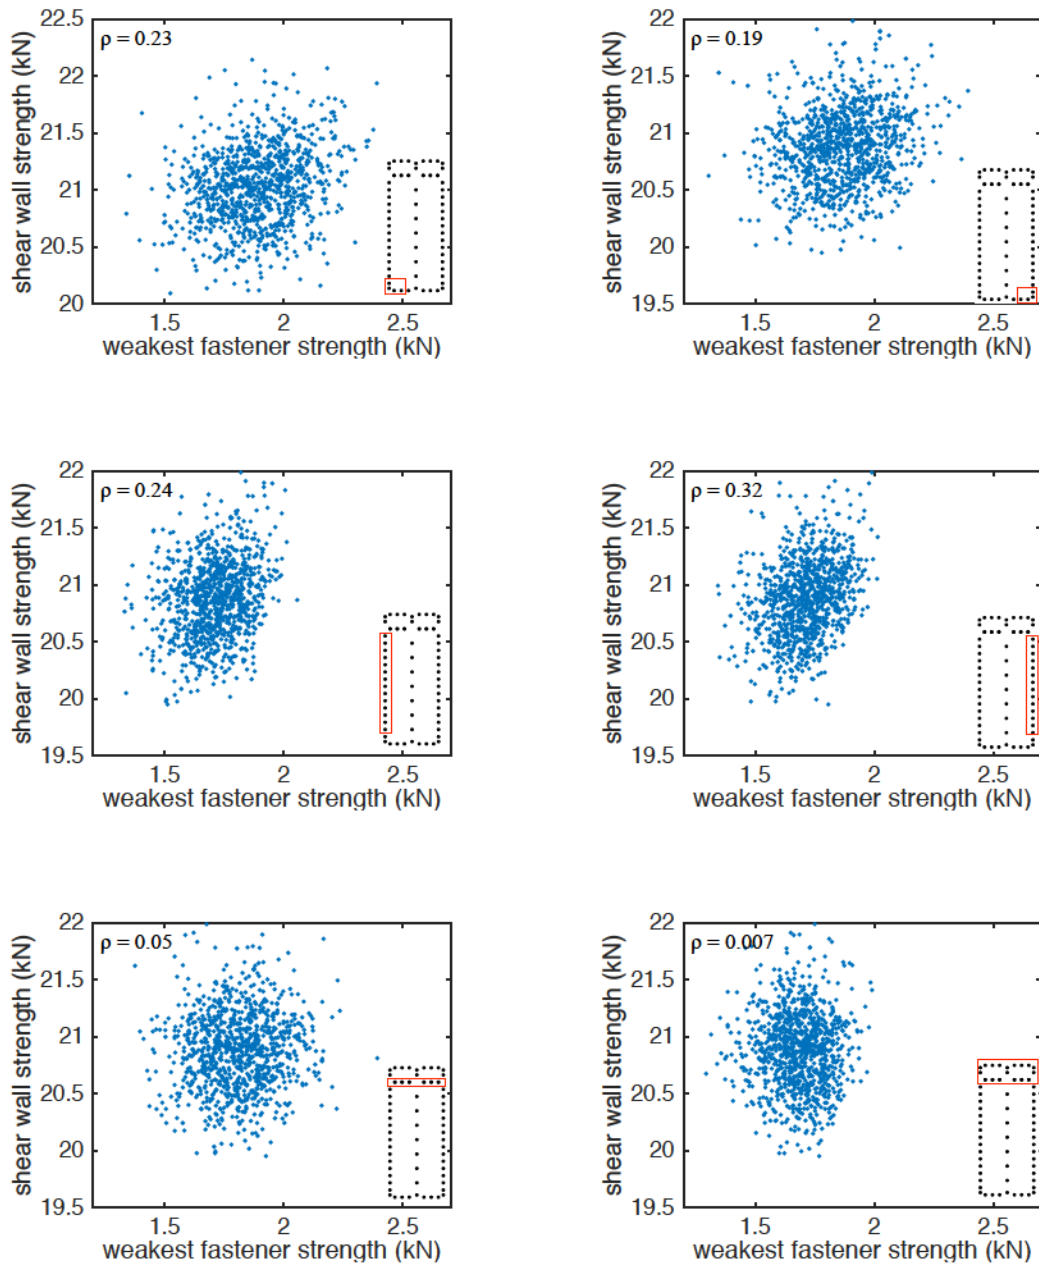 22.5
22
21.5
21
20.5
20
shear wall strength (kN)
ρ = 0.23
1.5 2 2.5
weakest fastener strength (kN)
22
21.5
21
20.5
20
19.5
shear wall strength (kN)
ρ = 0.19
1.5 2 2.5
weakest fastener strength (kN)
22
21.5
21
20.5
20
19.5
shear wall strength (kN)
ρ = 0.24
1.5 2 2.5
weakest fastener strength (kN)
22
21.5
21
20.5
20
19.5
shear wall strength (kN)
ρ = 0.32
1.5 2 2.5
weakest fastener strength (kN)
22
21.5
21
20.5
20
19.5
shear wall strength (kN)
ρ = 0.05
1.5 2 2.5
weakest fastener strength (kN)
22
21.5
21
20.5
20
19.5
shear wall strength (kN)
ρ = 0.007
1.5 2 2.5
weakest fastener strength (kN)